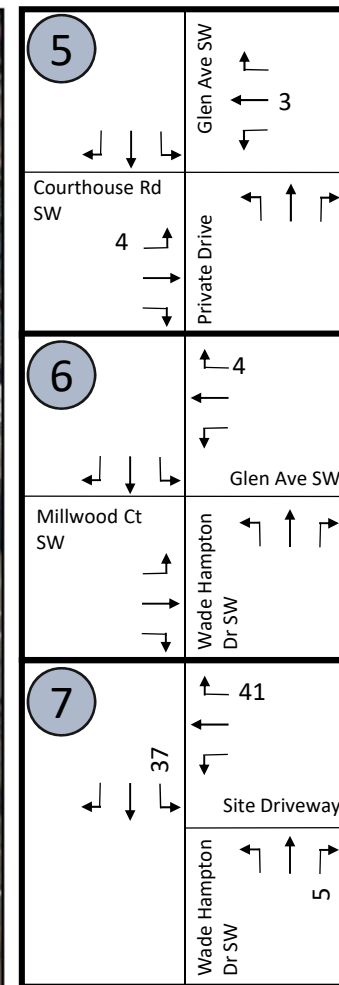 5
Glen Ave SW
3
Courthouse Rd
SW
4
Private Drive
6
4
Glen Ave SW
Millwood Ct
SW
Wade Hampton
Dr SW
7
41
37
Site Driveway
Wade Hampton
Dr SW
5